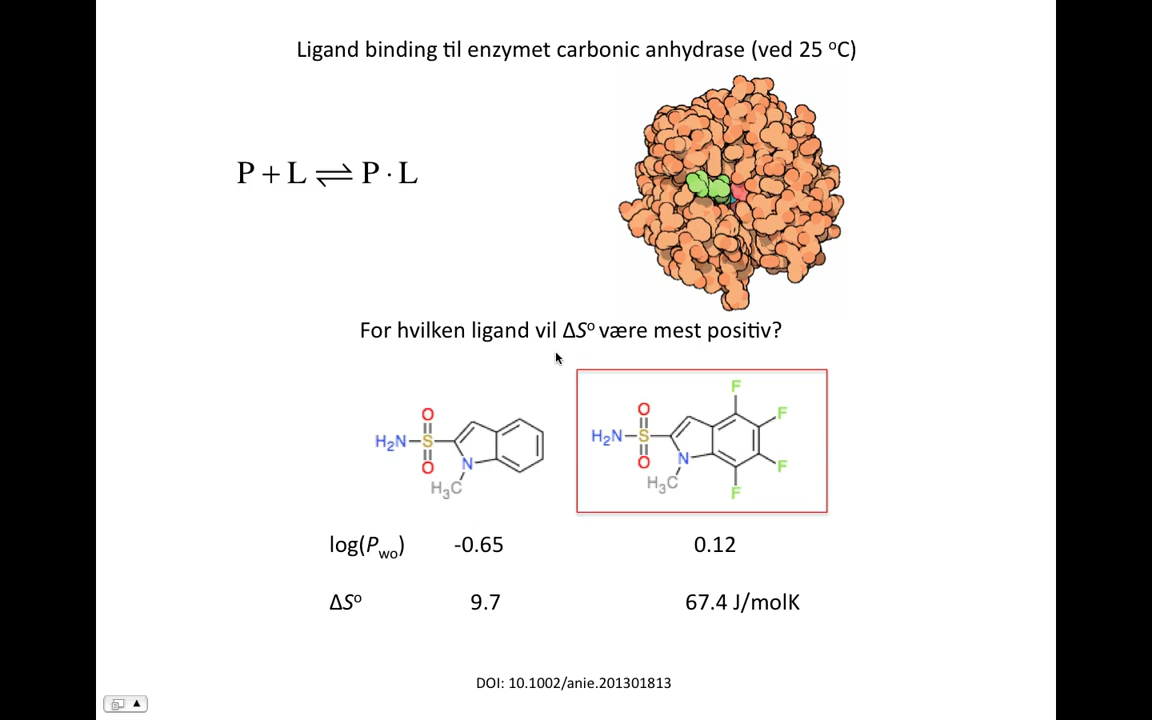 Ligand binding til enzymet carbonic anhydrase (ved 25 °C)
P + L ⇌ P · L
For hvilken ligand vil ΔS° være mest positiv?
F
O
O
F
H₂N S
H₂N S
N
N
O
O
F
H₃C
H₃C
F
log(Pwo) -0.65 0.12
ΔS° 9.7 67.4 J/molK
DOI: 10.1002/anie.201301813